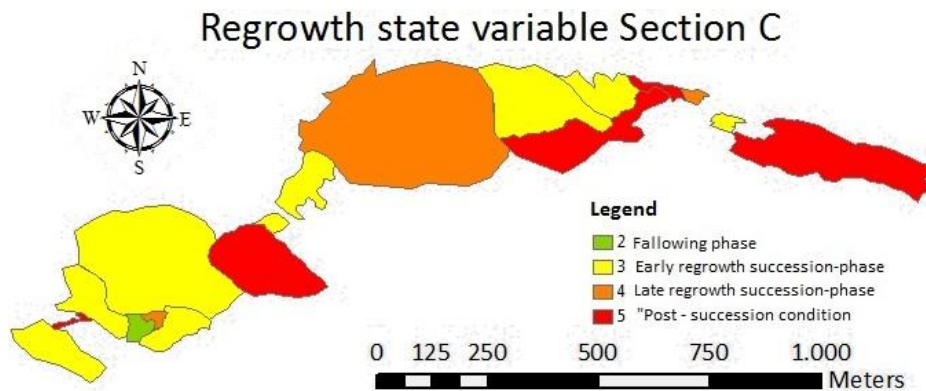 Regrowth state variable Section C
N
W E
S
Legend
2 Fallowing phase
3 Early regrowth succession-phase
4 Late regrowth succession-phase
5 "Post - succession condition
0 125 250 500 750 1.000
Meters